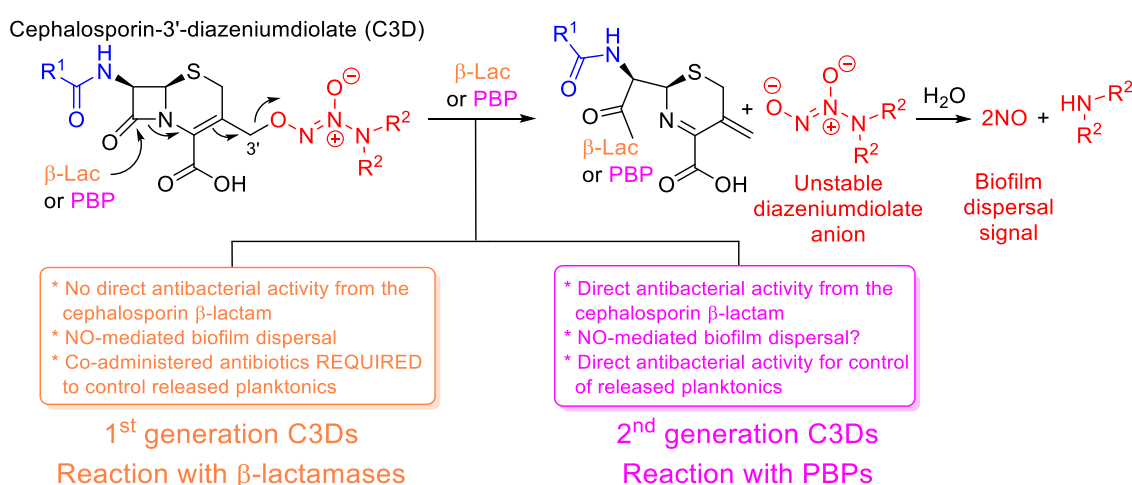 Cephalosporin-3'-diazeniumdiolate (C3D)
R¹
H
N
O
S
N
O
O
OH
3'
O
N
N
O
N
R²
R²
β-Lac
or PBP
β-Lac
or PBP
R¹
H
N
O
S
O
N
O
OH
β-Lac
or PBP
+
O
N
N
O
N
R²
R²
Unstable
diazeniumdiolate
anion
H₂O
2NO
+
HN
R²
R²
Biofilm
dispersal
signal
* No direct antibacterial activity from the
cephalosporin β-lactam
* NO-mediated biofilm dispersal
* Co-administered antibiotics REQUIRED
to control released planktonics
1st generation C3Ds
Reaction with β-lactamases
* Direct antibacterial activity from the
cephalosporin β-lactam
* NO-mediated biofilm dispersal?
* Direct antibacterial activity for control
of released planktonics
2nd generation C3Ds
Reaction with PBPs